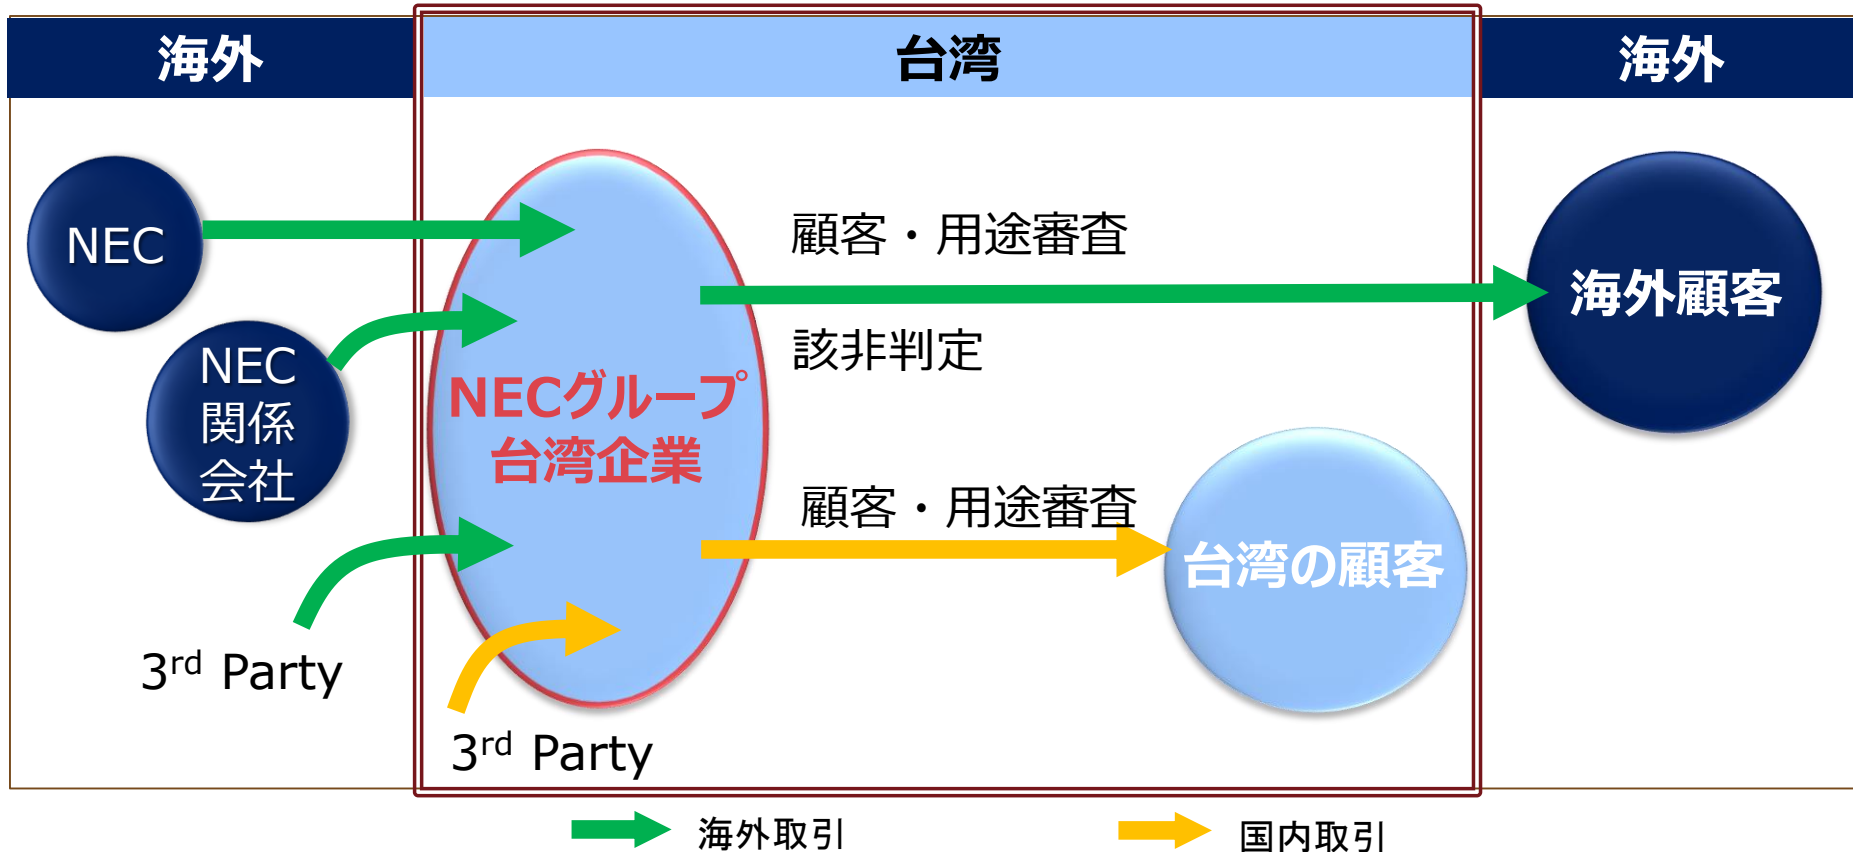 海外
台湾
海外
NEC
NEC
関係
会社
3rd Party
3rd Party
NECグループ
台湾企業
顧客・用途審査
該非判定
顧客・用途審査
海外顧客
台湾の顧客
海外取引
国内取引